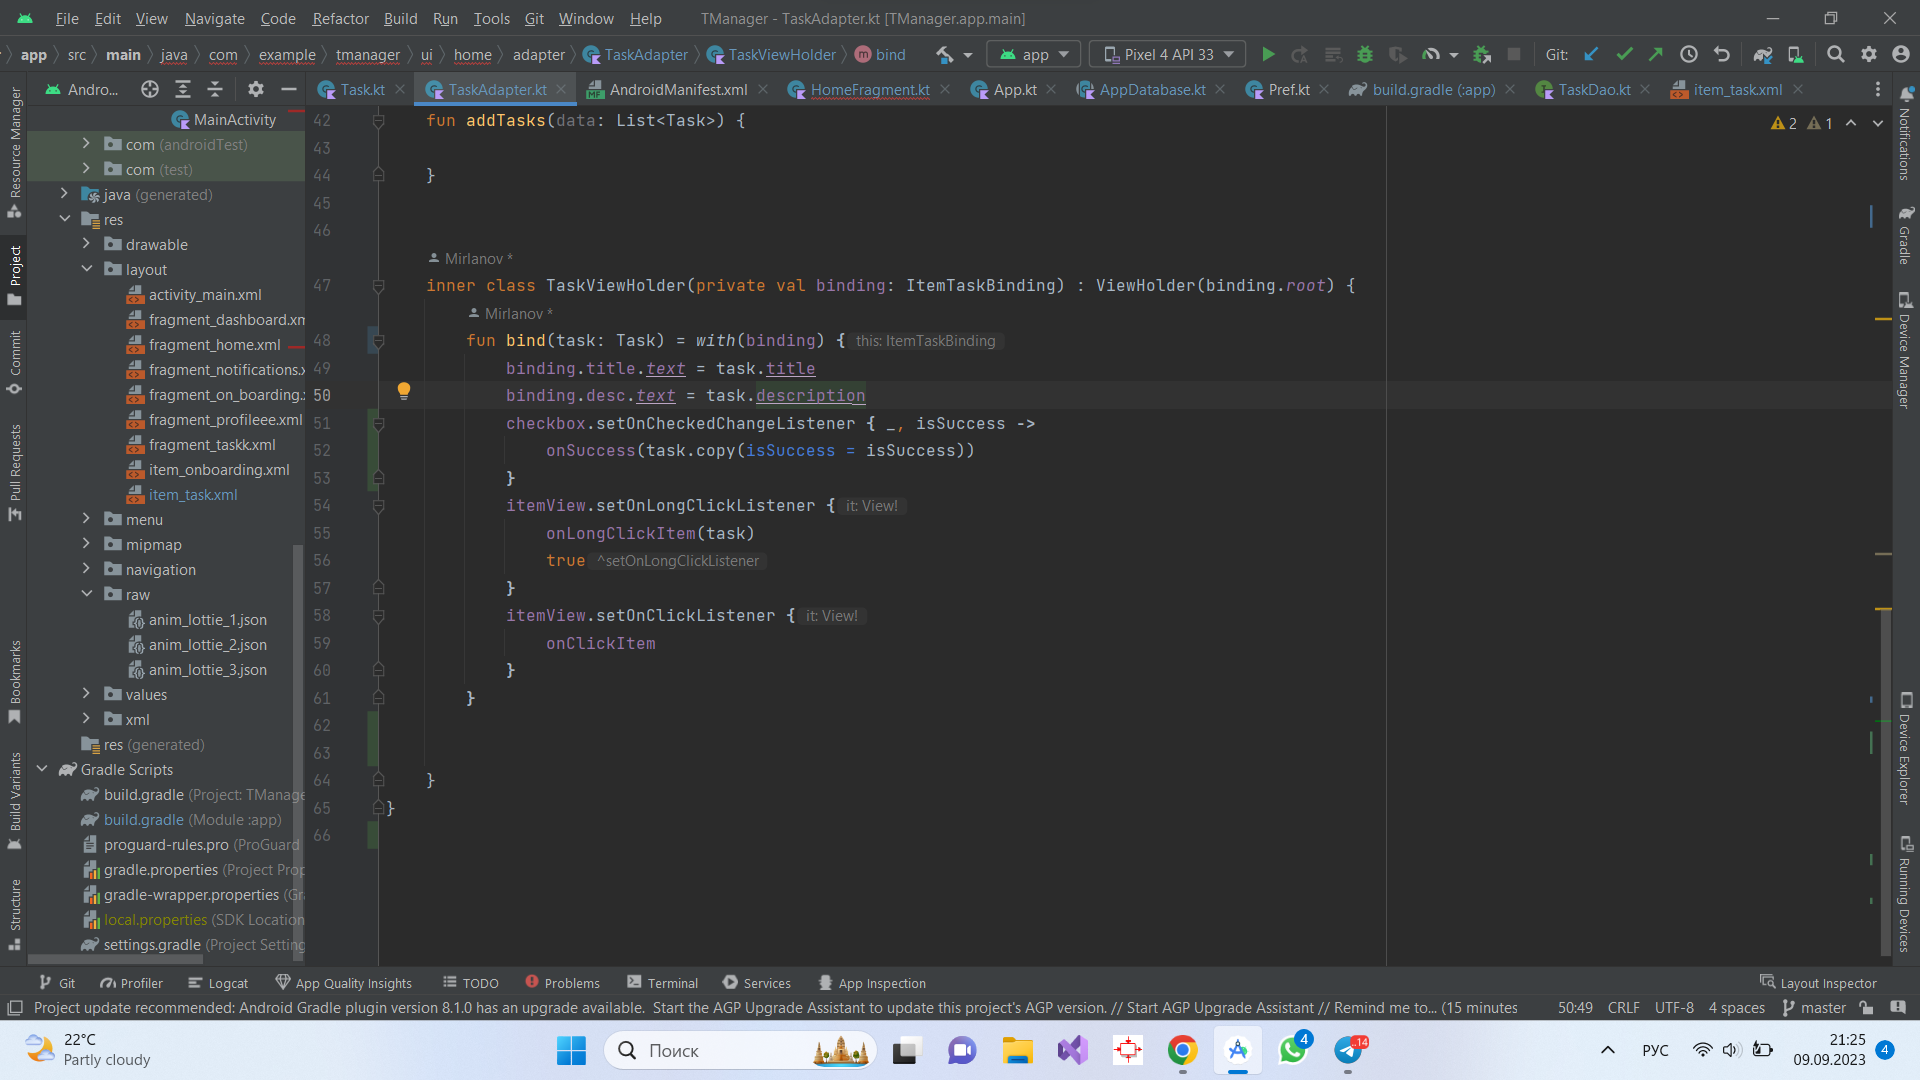 File Edit View Navigate Code Refactor Build Run Tools Git Window Help TManager - TaskAdapter.kt [TManager.app.main]
app src main java com example tmanager ui home adapter TaskAdapter TaskViewHolder m bind app Pixel 4 API 33 Git:
Andro... Task.kt TaskAdapter.kt AndroidManifest.xml HomeFragment.kt App.kt AppDatabase.kt Pref.kt build.gradle (:app) TaskDao.kt item_task.xml
2 1
Resource Manager
Project
Commit
Pull Requests
Bookmarks
Build Variants
Structure
MainActivity
com (androidTest)
com (test)
java (generated)
res
drawable
layout
activity_main.xml
fragment_dashboard.xm
fragment_home.xml
fragment_notifications.x
fragment_on_boarding.
fragment_profileee.xml
fragment_taskk.xml
item_onboarding.xml
item_task.xml
menu
mipmap
navigation
raw
anim_lottie_1.json
anim_lottie_2.json
anim_lottie_3.json
values
xml
res (generated)
Gradle Scripts
build.gradle (Project: TManage
build.gradle (Module :app)
proguard-rules.pro (ProGuard
gradle.properties (Project Prop
gradle-wrapper.properties (Gr
local.properties (SDK Location
settings.gradle (Project Setting
42 fun addTasks(data: List<Task>) {
43
44 }
45
46
Mirlanov *
47 inner class TaskViewHolder(private val binding: ItemTaskBinding) : ViewHolder(binding.root) {
Mirlanov *
48 fun bind(task: Task) = with(binding) { this: ItemTaskBinding
49 binding.title.text = task.title
50 binding.desc.text = task.description
51 checkbox.setOnCheckedChangeListener { _, isSuccess ->
52 onSuccess(task.copy(isSuccess = isSuccess))
53 }
54 itemView.setOnLongClickListener { it: View!
55 onLongClickItem(task)
56 true ^setOnLongClickListener
57 }
58 itemView.setOnClickListener { it: View!
59 onClickItem
60 }
61 }
62
63
64 }
65 }
66
Notifications
Gradle
Device Manager
Device Explorer
Running Devices
Git Profiler Logcat App Quality Insights TODO Problems Terminal Services App Inspection Layout Inspector
Project update recommended: Android Gradle plugin version 8.1.0 has an upgrade available. Start the AGP Upgrade Assistant to update this project's AGP version. // Start AGP Upgrade Assistant // Remind me to... (15 minutes 50:49 CRLF UTF-8 4 spaces master
22°C
Partly cloudy
Поиск
4
14
РУС
21:25
09.09.2023
4